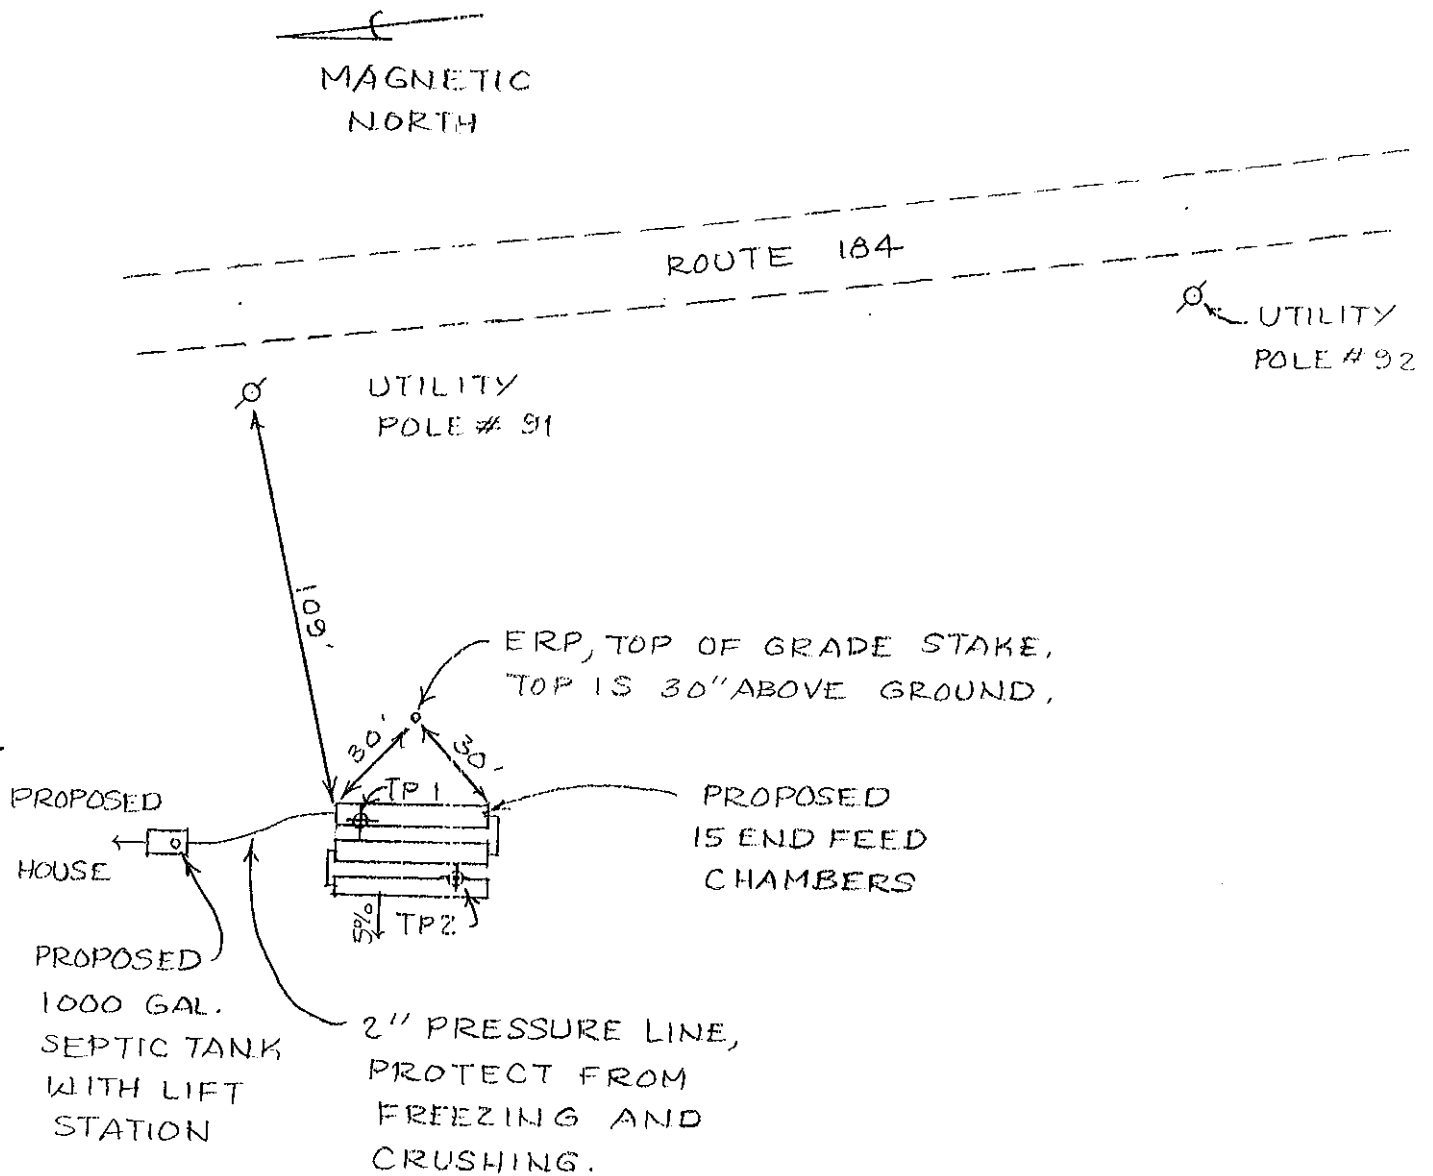 MAGNETIC
NORTH
ROUTE 184
UTILITY
POLE # 92
UTILITY
POLE # 91
109'
ERP, TOP OF GRADE STAKE.
TOP IS 30" ABOVE GROUND.
30'
30'
TP 1
PROPOSED
HOUSE
PROPOSED
15 END FEED
CHAMBERS
5%
TP2
PROPOSED
1000 GAL.
SEPTIC TANK
WITH LIFT
STATION
2" PRESSURE LINE,
PROTECT FROM
FREEZING AND
CRUSHING.